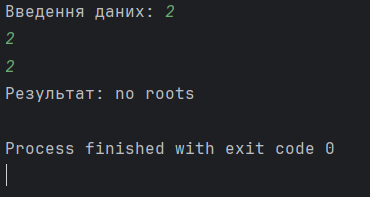 Введення даних: 2
2
2
Результат: no roots
Process finished with exit code 0